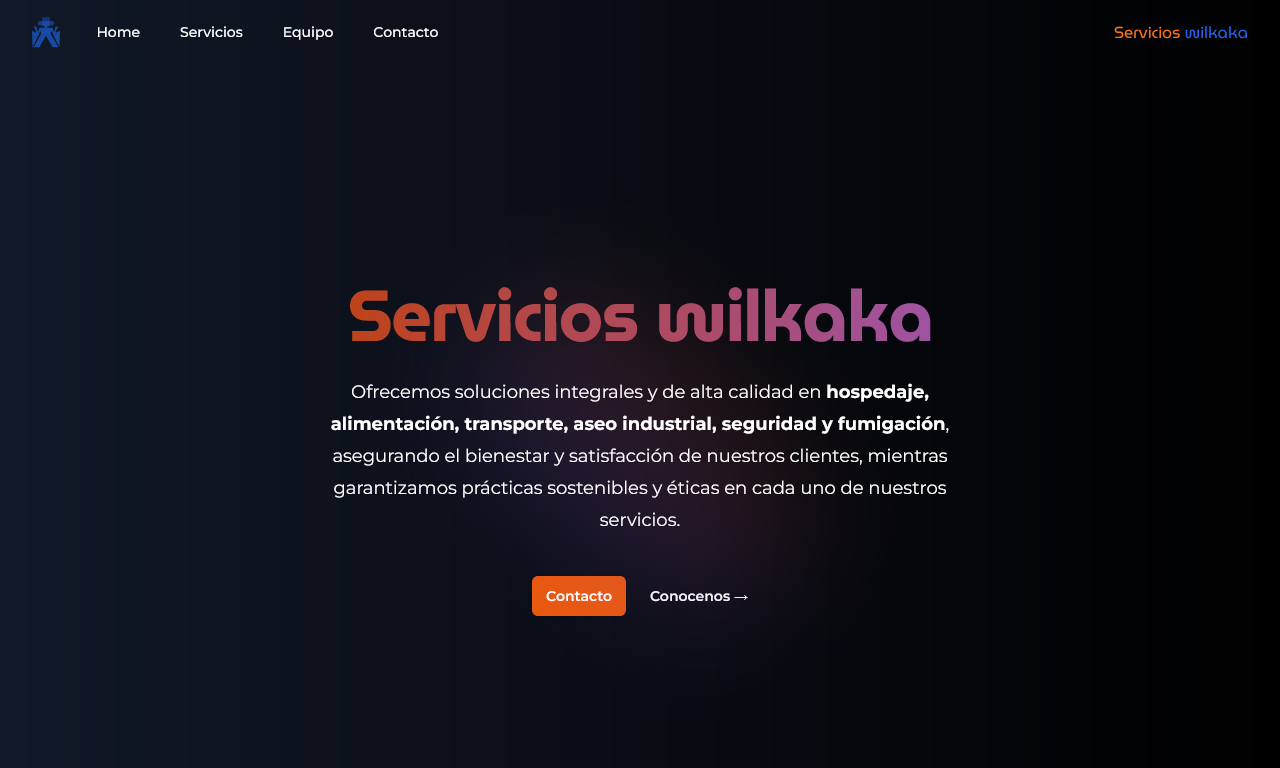 Home
Servicios
Equipo
Contacto
Servicios wilkaka
Servicios wilkaka
Ofrecemos soluciones integrales y de alta calidad en hospedaje,
alimentación, transporte, aseo industrial, seguridad y fumigación,
asegurando el bienestar y satisfacción de nuestros clientes, mientras
garantizamos prácticas sostenibles y éticas en cada uno de nuestros
servicios.
Contacto
Conocenos →